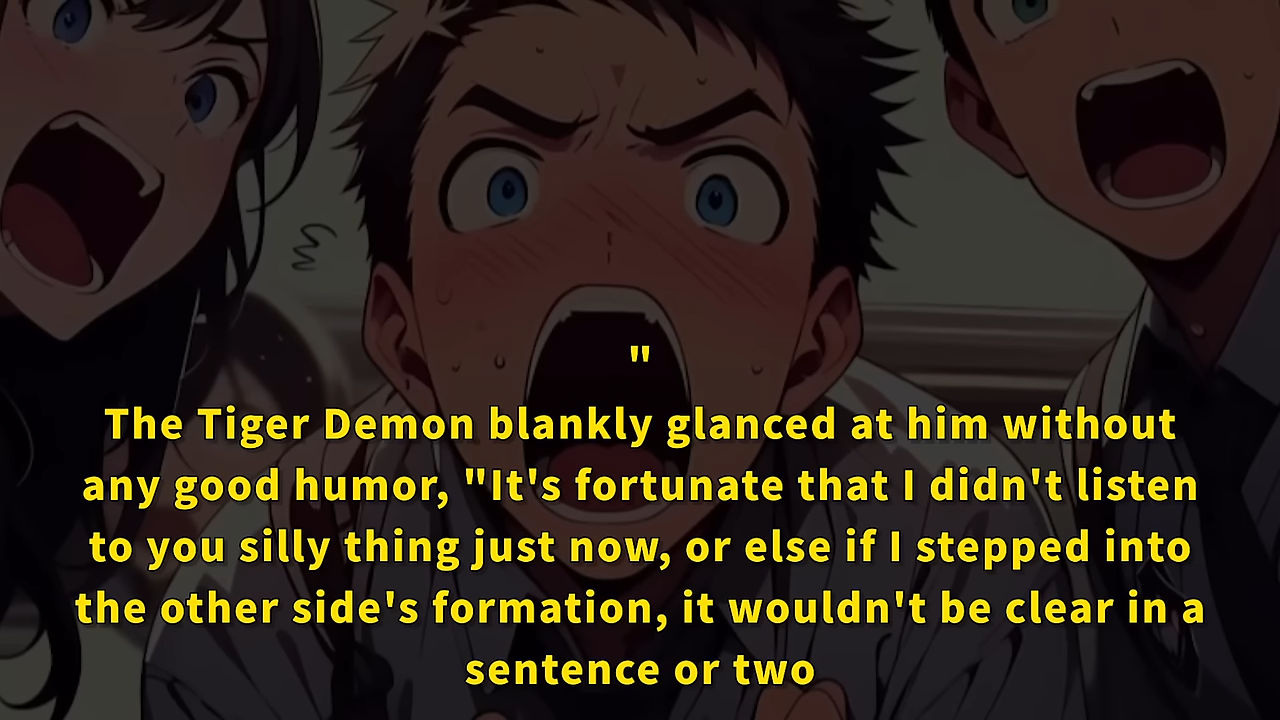 "
The Tiger Demon blankly glanced at him without
any good humor, "It's fortunate that I didn't listen
to you silly thing just now, or else if I stepped into
the other side's formation, it wouldn't be clear in a
sentence or two